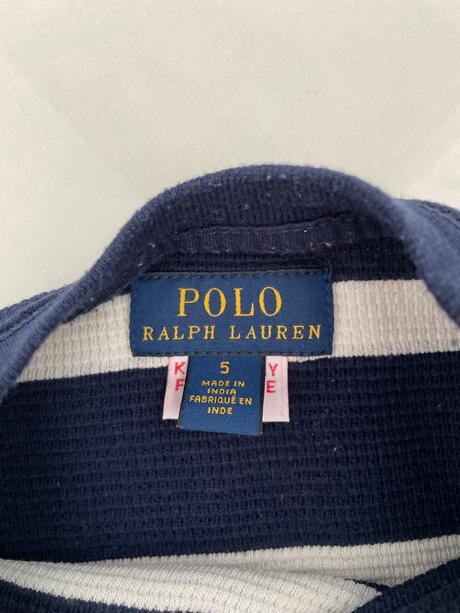 POLO
RALPH LAUREN
5
MADE IN
INDIA
FABRIQUÉ EN
INDE
K Y
F E